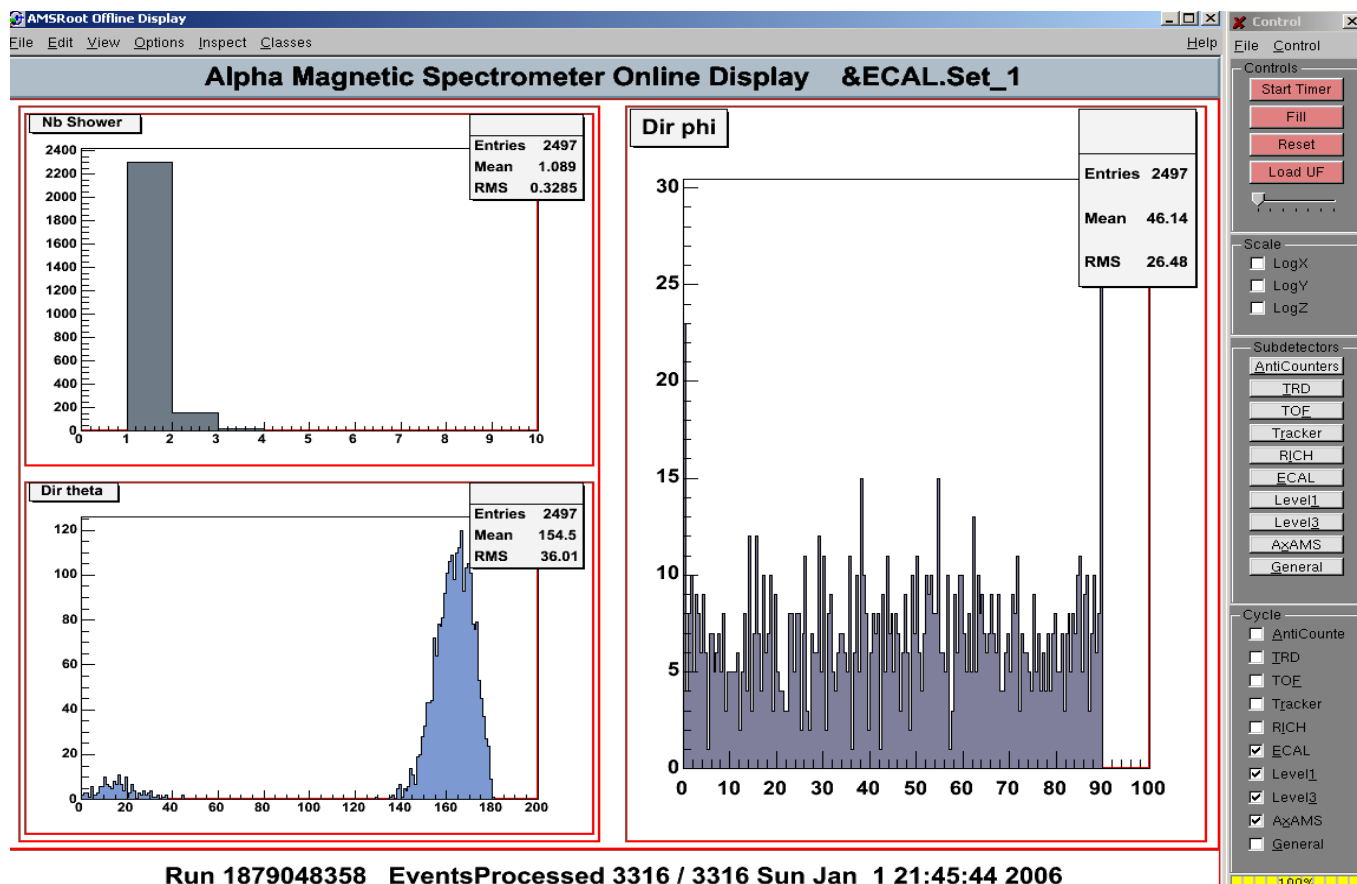 AMSRoot Offline Display
File Edit View Options Inspect Classes Help
Alpha Magnetic Spectrometer Online Display &ECAL.Set_1
Nb Shower
Entries 2497
Mean 1.089
RMS 0.3285
2400
2200
2000
1800
1600
1400
1200
1000
800
600
400
200
0
0 1 2 3 4 5 6 7 8 9 10
Dir theta
Entries 2497
Mean 154.5
RMS 36.01
120
100
80
60
40
20
0
0 20 40 60 80 100 120 140 160 180 200
Dir phi
Entries 2497
Mean 46.14
RMS 26.48
30
25
20
15
10
5
0
0 10 20 30 40 50 60 70 80 90 100
Run 1879048358 EventsProcessed 3316 / 3316 Sun Jan 1 21:45:44 2006
Control
File Control
Controls
Start Timer
Fill
Reset
Load UF
Scale
LogX
LogY
LogZ
Subdetectors
AntiCounters
TRD
TOF
Tracker
RICH
ECAL
Level1
Level3
AxAMS
General
Cycle
AntiCounte
TRD
TOF
Tracker
RICH
ECAL
Level1
Level3
AxAMS
General
100%